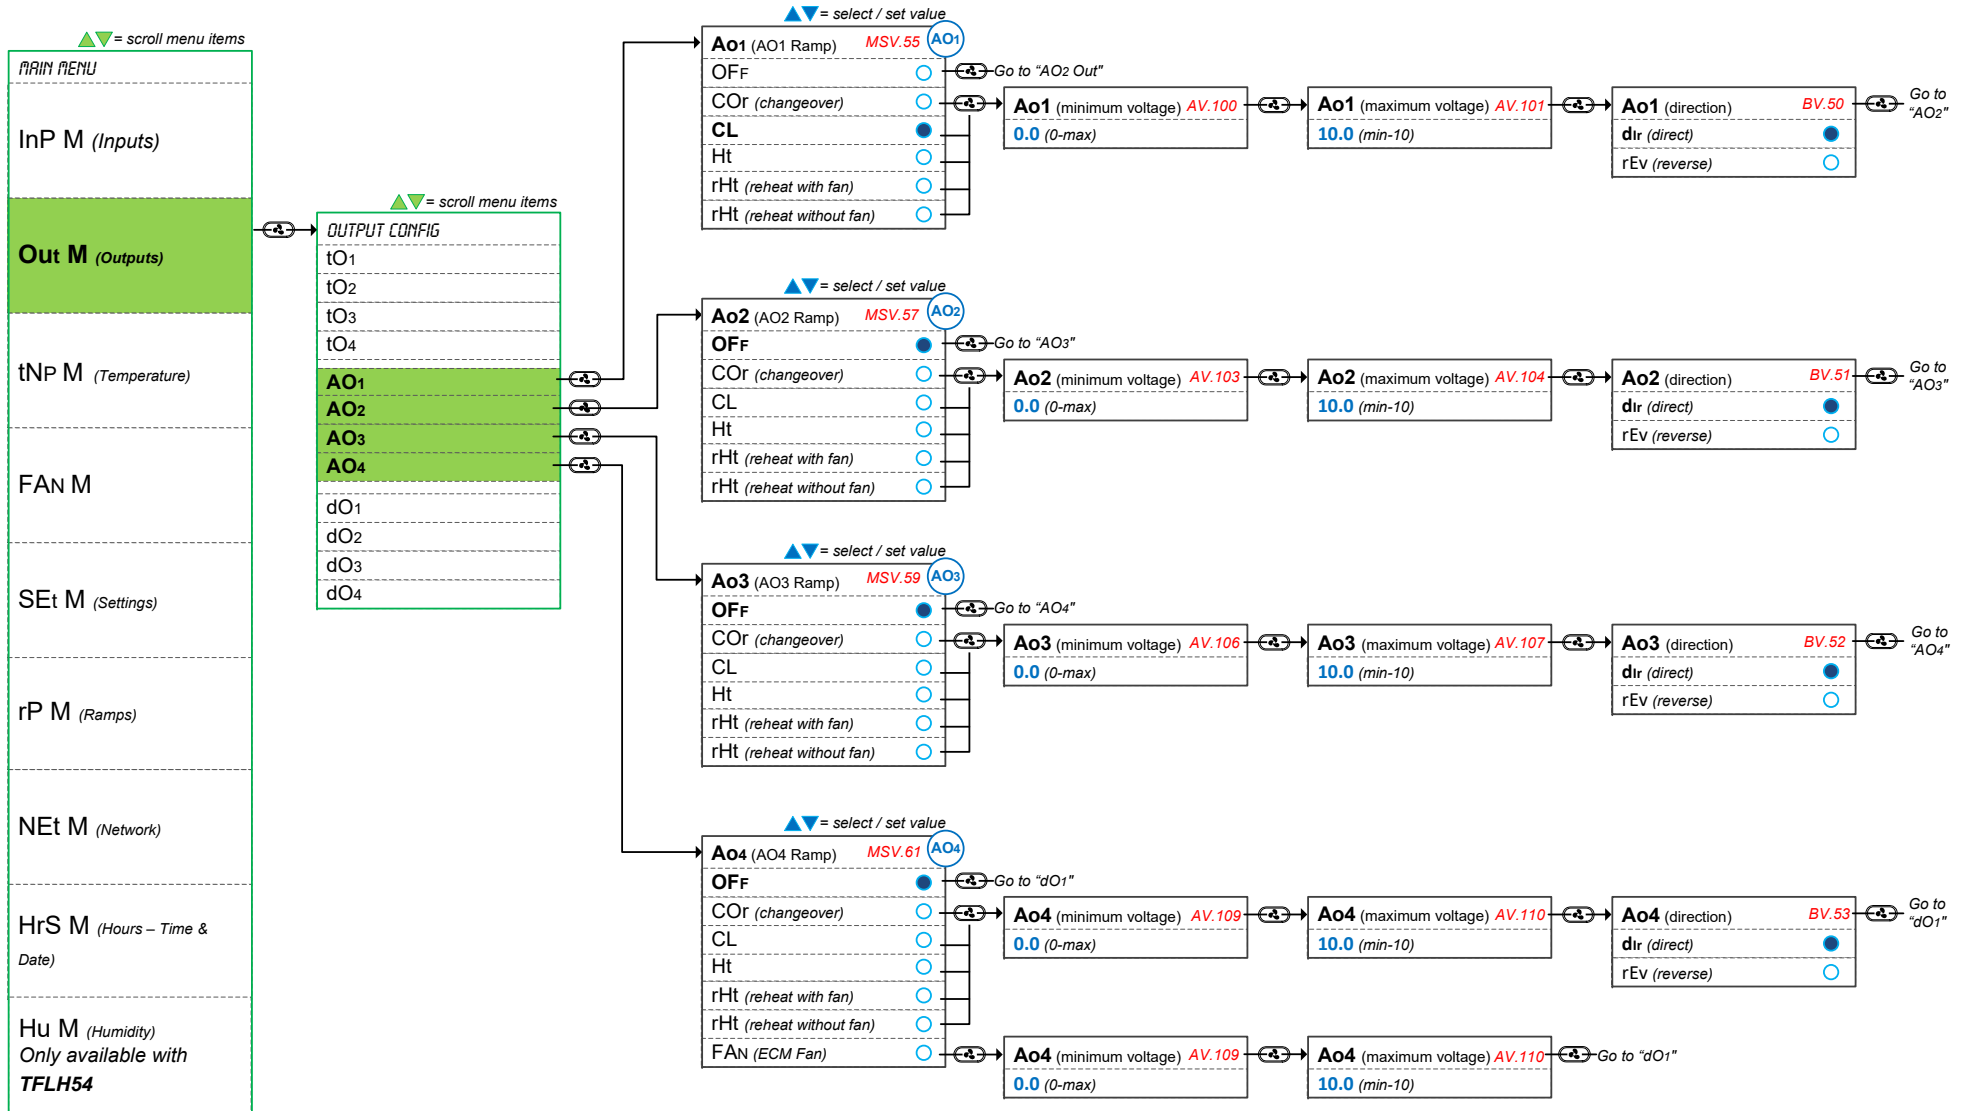 = scroll menu items
MAIN MENU
InP M (Inputs)
Out M (Outputs)
tNP M (Temperature)
FAN M
SEt M (Settings)
rP M (Ramps)
NEt M (Network)
HrS M (Hours – Time &
Date)
Hu M (Humidity)
Only available with
TFLH54
= scroll menu items
OUTPUT CONFIG
tO1
tO2
tO3
tO4
AO1
AO2
AO3
AO4
dO1
dO2
dO3
dO4
= select / set value
Ao1 (AO1 Ramp) MSV.55 AO1
OFF
Go to “AO2 Out"
COr (changeover)
CL
Ht
rHt (reheat with fan)
rHt (reheat without fan)
Ao1 (minimum voltage) AV.100
0.0 (0-max)
Ao1 (maximum voltage) AV.101
10.0 (min-10)
Ao1 (direction) BV.50
dIr (direct)
rEv (reverse)
Go to
“AO2"
= select / set value
Ao2 (AO2 Ramp) MSV.57 AO2
OFF
Go to “AO3"
COr (changeover)
CL
Ht
rHt (reheat with fan)
rHt (reheat without fan)
Ao2 (minimum voltage) AV.103
0.0 (0-max)
Ao2 (maximum voltage) AV.104
10.0 (min-10)
Ao2 (direction) BV.51
dIr (direct)
rEv (reverse)
Go to
“AO3"
= select / set value
Ao3 (AO3 Ramp) MSV.59 AO3
OFF
Go to “AO4"
COr (changeover)
CL
Ht
rHt (reheat with fan)
rHt (reheat without fan)
Ao3 (minimum voltage) AV.106
0.0 (0-max)
Ao3 (maximum voltage) AV.107
10.0 (min-10)
Ao3 (direction) BV.52
dIr (direct)
rEv (reverse)
Go to
“AO4"
= select / set value
Ao4 (AO4 Ramp) MSV.61 AO4
OFF
Go to “dO1"
COr (changeover)
CL
Ht
rHt (reheat with fan)
rHt (reheat without fan)
FAN (ECM Fan)
Ao4 (minimum voltage) AV.109
0.0 (0-max)
Ao4 (maximum voltage) AV.110
10.0 (min-10)
Ao4 (direction) BV.53
dIr (direct)
rEv (reverse)
Go to
“dO1"
Ao4 (minimum voltage) AV.109
0.0 (0-max)
Ao4 (maximum voltage) AV.110
10.0 (min-10)
Go to “dO1"